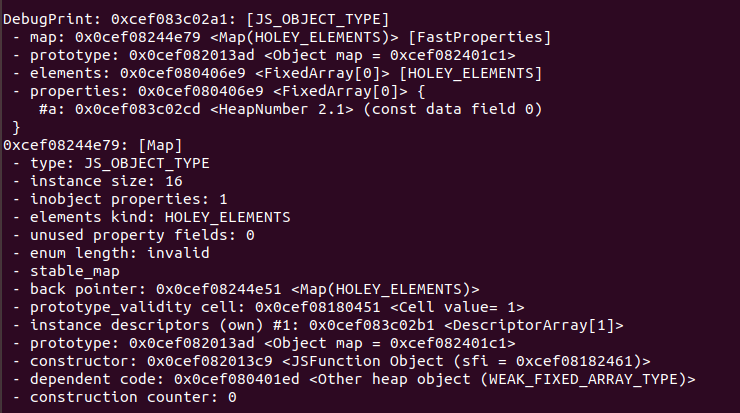 DebugPrint: 0xcef083c02a1: [JS_OBJECT_TYPE]
- map: 0x0cef08244e79 <Map(HOLEY_ELEMENTS)> [FastProperties]
- prototype: 0x0cef082013ad <Object map = 0xcef082401c1>
- elements: 0x0cef080406e9 <FixedArray[0]> [HOLEY_ELEMENTS]
- properties: 0x0cef080406e9 <FixedArray[0]> {
#a: 0x0cef083c02cd <HeapNumber 2.1> (const data field 0)
}
0xcef08244e79: [Map]
- type: JS_OBJECT_TYPE
- instance size: 16
- inobject properties: 1
- elements kind: HOLEY_ELEMENTS
- unused property fields: 0
- enum length: invalid
- stable_map
- back pointer: 0x0cef08244e51 <Map(HOLEY_ELEMENTS)>
- prototype_validity cell: 0x0cef08180451 <Cell value= 1>
- instance descriptors (own) #1: 0x0cef083c02b1 <DescriptorArray[1]>
- prototype: 0x0cef082013ad <Object map = 0xcef082401c1>
- constructor: 0x0cef082013c9 <JSFunction Object (sfi = 0xcef08182461)>
- dependent code: 0x0cef080401ed <Other heap object (WEAK_FIXED_ARRAY_TYPE)>
- construction counter: 0